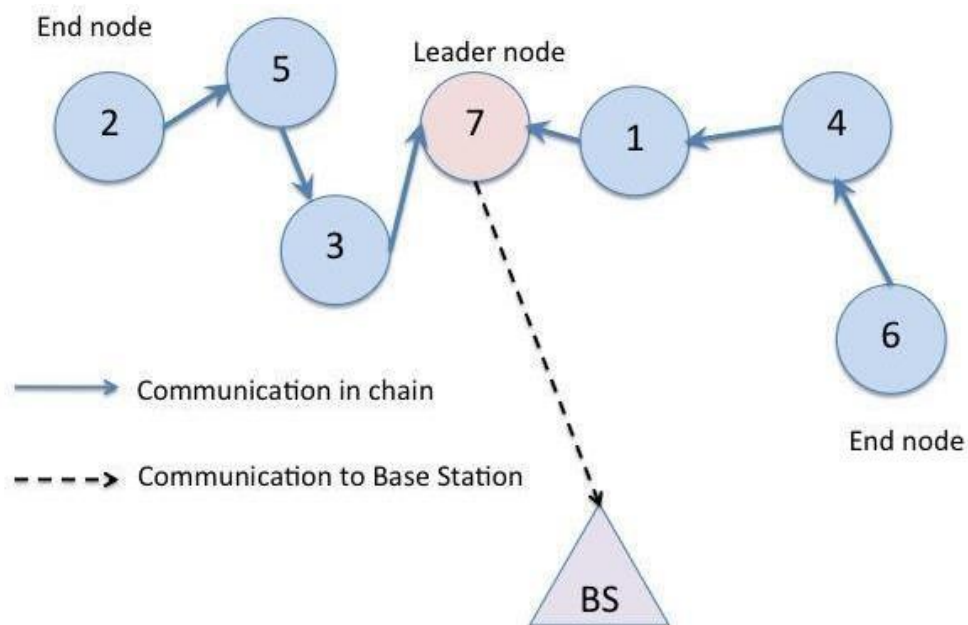 End node
5
Leader node
2
7
1
4
3
6
Communication in chain
End node
Communication to Base Station
BS